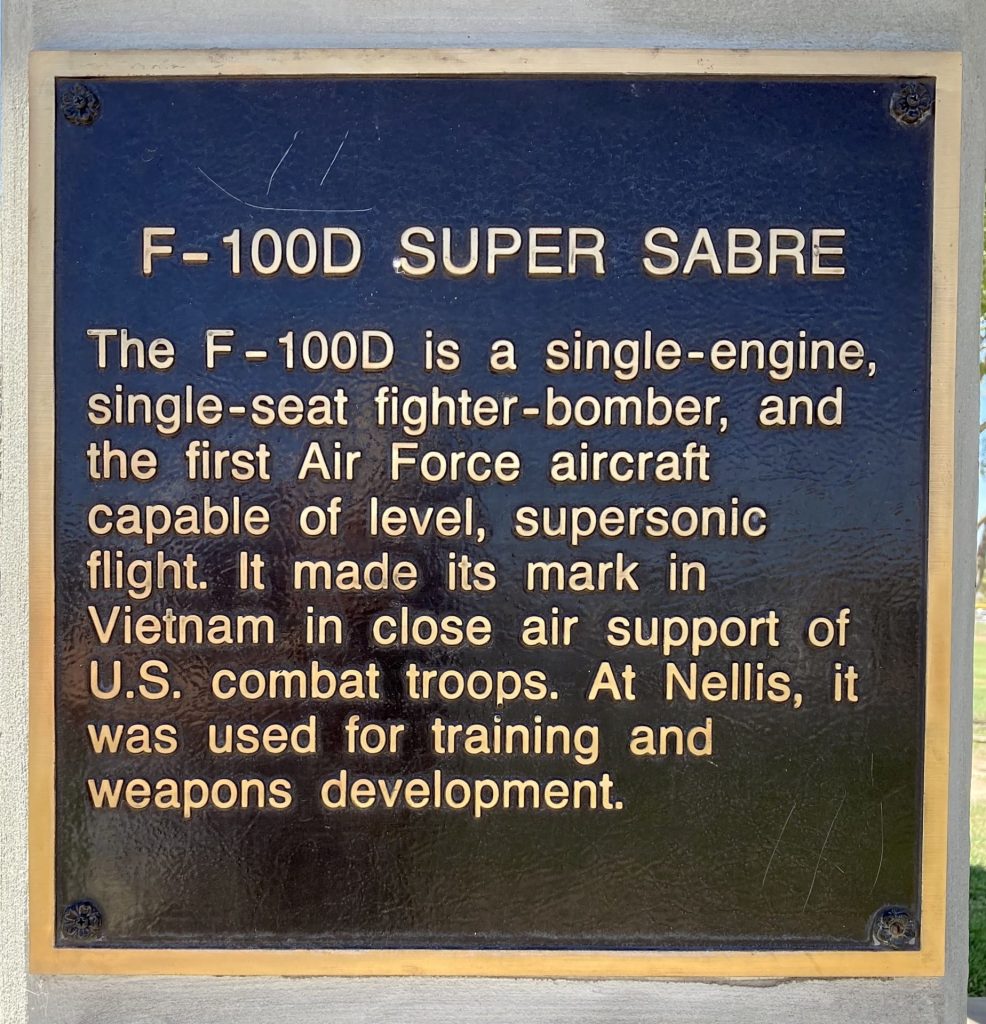 F-100D SUPER SABRE
The F-100D is a single-engine,
single-seat fighter-bomber, and
the first Air Force aircraft
capable of level, supersonic
flight. It made its mark in
Vietnam in close air support of
U.S. combat troops. At Nellis, it
was used for training and
weapons development.